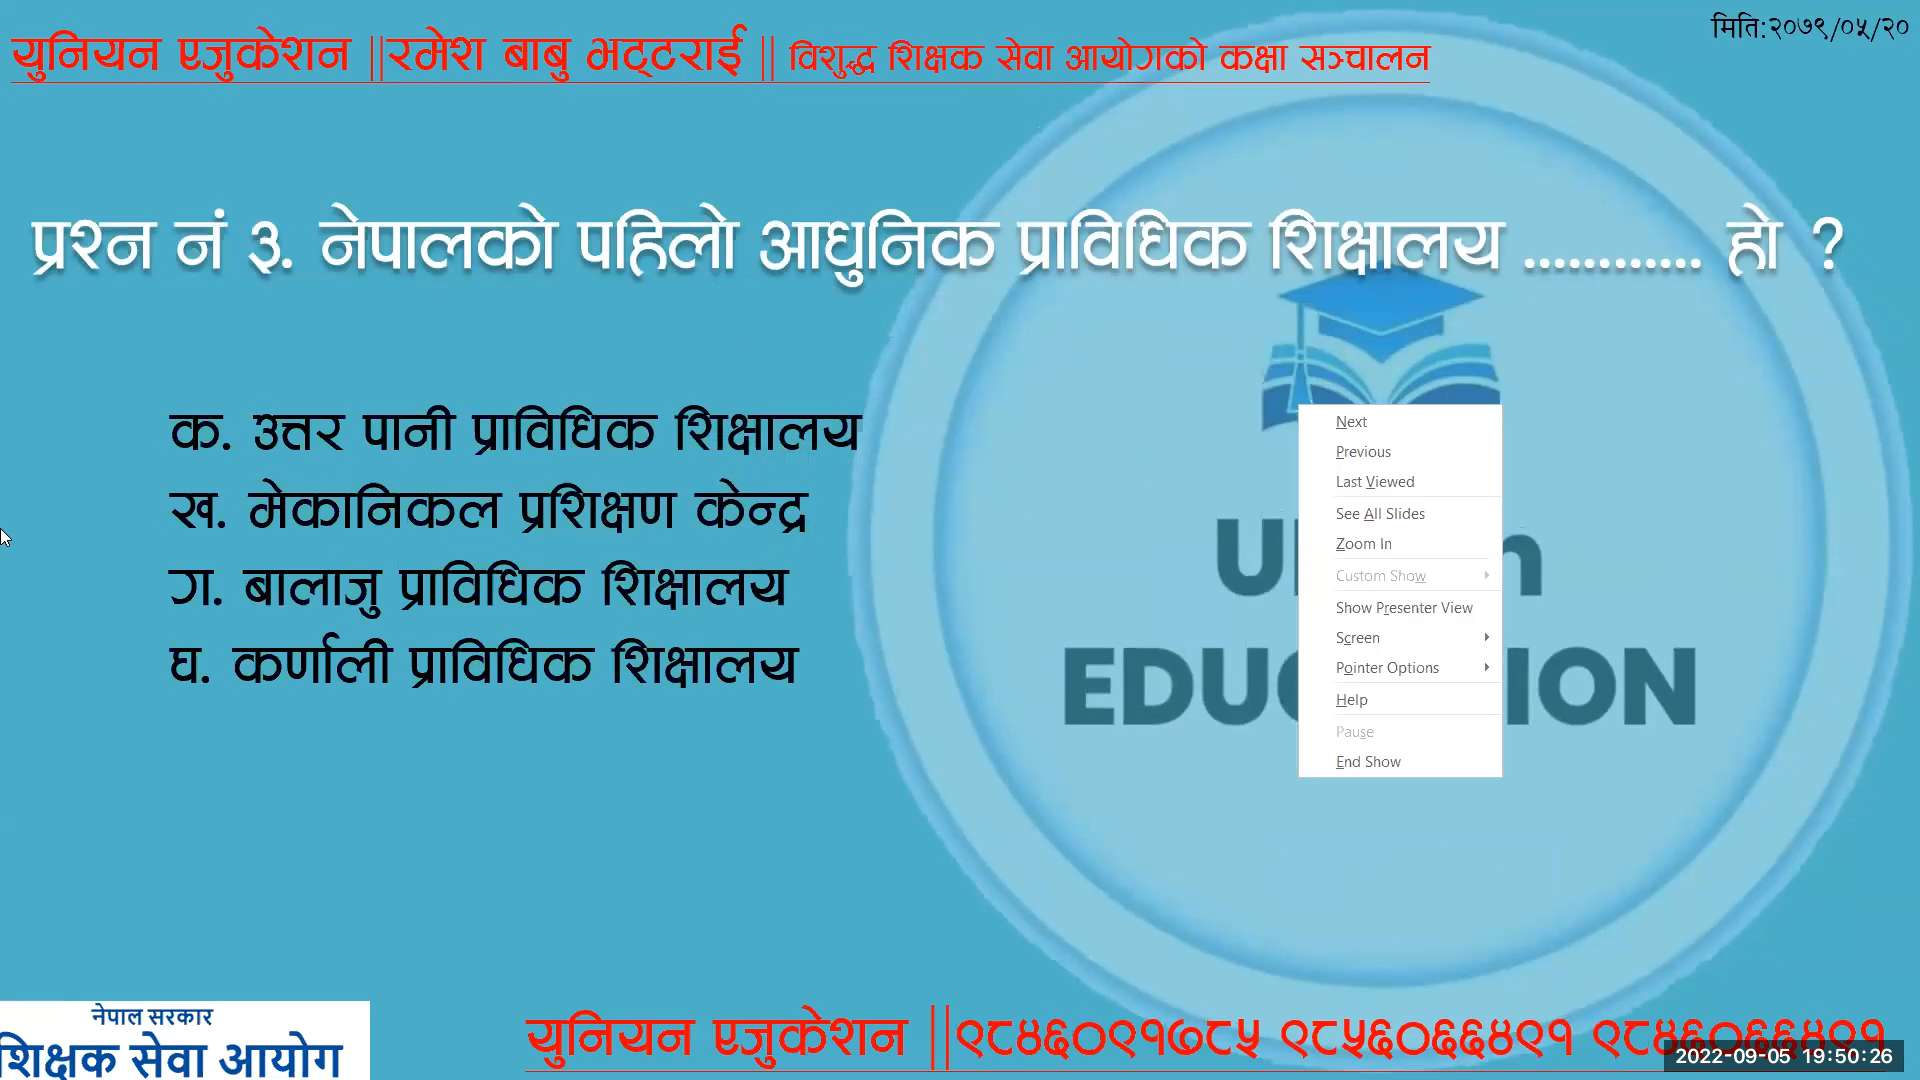 मिति:२०७९/०५/२०
युनियन एजुकेशन ||रमेश बाबु भट्टराई || विशुद्ध शिक्षक सेवा आयोगको कक्षा सञ्चालन
प्रश्न नं ३. नेपालको पहिलो आधुनिक प्राविधिक शिक्षालय ............ हो ?
क. उत्तर पानी प्राविधिक शिक्षालय
ख. मेकानिकल प्रशिक्षण केन्द्र
ग. बालाजु प्राविधिक शिक्षालय
घ. कर्णाली प्राविधिक शिक्षालय
Next
Previous
Last Viewed
See All Slides
Zoom In
Custom Show
Show Presenter View
Screen
Pointer Options
Help
Pause
End Show
नेपाल सरकार
शिक्षक सेवा आयोग
युनियन एजुकेशन ||९८४६०९१७८५ ९८५६०६६४९१ ९८४६०६६४९१
2022-09-05 19:50:26